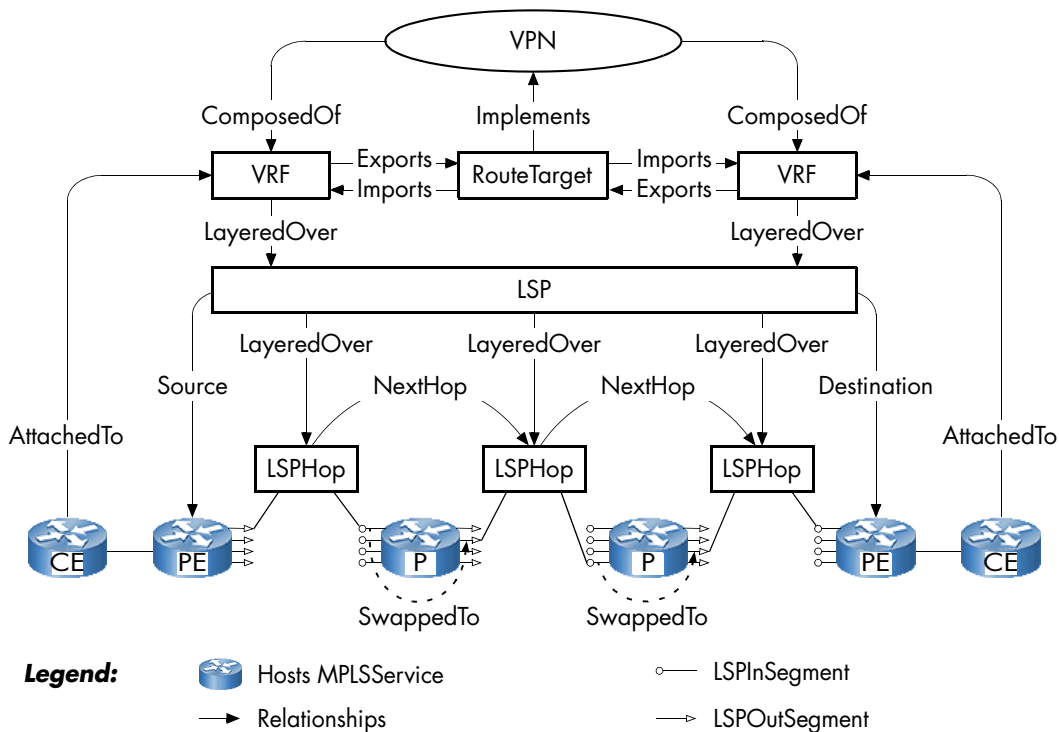 VPN
ComposedOf
Implements
ComposedOf
VRF
Exports
Imports
RouteTarget
Imports
Exports
VRF
LayeredOver
LayeredOver
LSP
LayeredOver
LayeredOver
LayeredOver
Source
NextHop
NextHop
Destination
AttachedTo
AttachedTo
LSPHop
LSPHop
LSPHop
CE
PE
P
P
PE
CE
SwappedTo
SwappedTo
Legend:
Hosts MPLSService
LSPInSegment
Relationships
LSPOutSegment